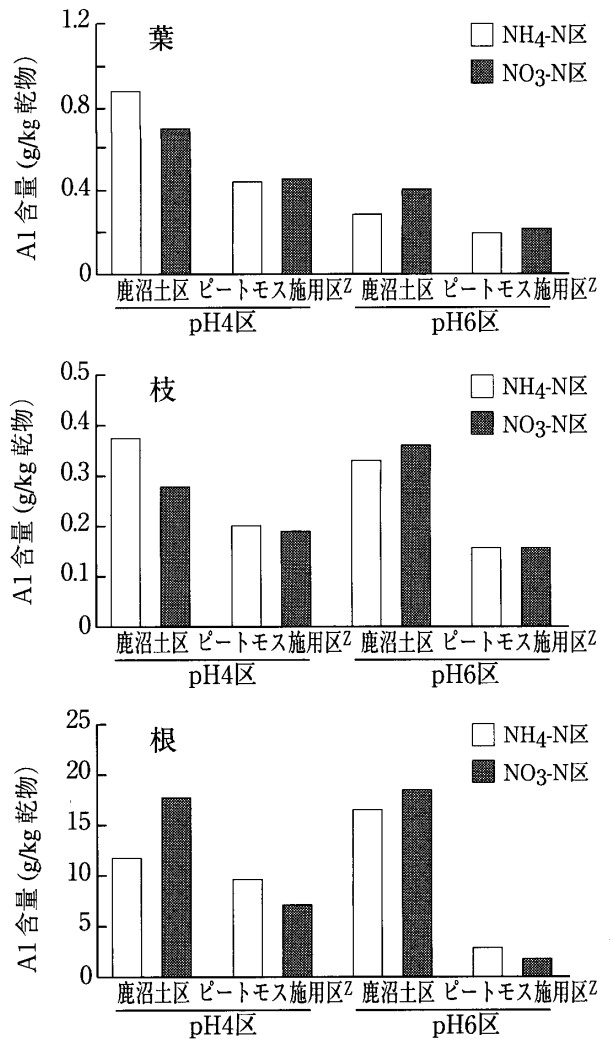 葉
NH4-N区
NO3-N区
Al 含量 (g/kg 乾物)
1.2
0.8
0.4
0
鹿沼土区 ピートモス施用区Z 鹿沼土区 ピートモス施用区Z
pH4区 pH6区
枝
NH4-N区
NO3-N区
Al 含量 (g/kg 乾物)
0.5
0.4
0.3
0.2
0.1
0
鹿沼土区 ピートモス施用区Z 鹿沼土区 ピートモス施用区Z
pH4区 pH6区
根
NH4-N区
NO3-N区
Al 含量 (g/kg 乾物)
25
20
15
10
5
0
鹿沼土区 ピートモス施用区Z 鹿沼土区 ピートモス施用区Z
pH4区 pH6区